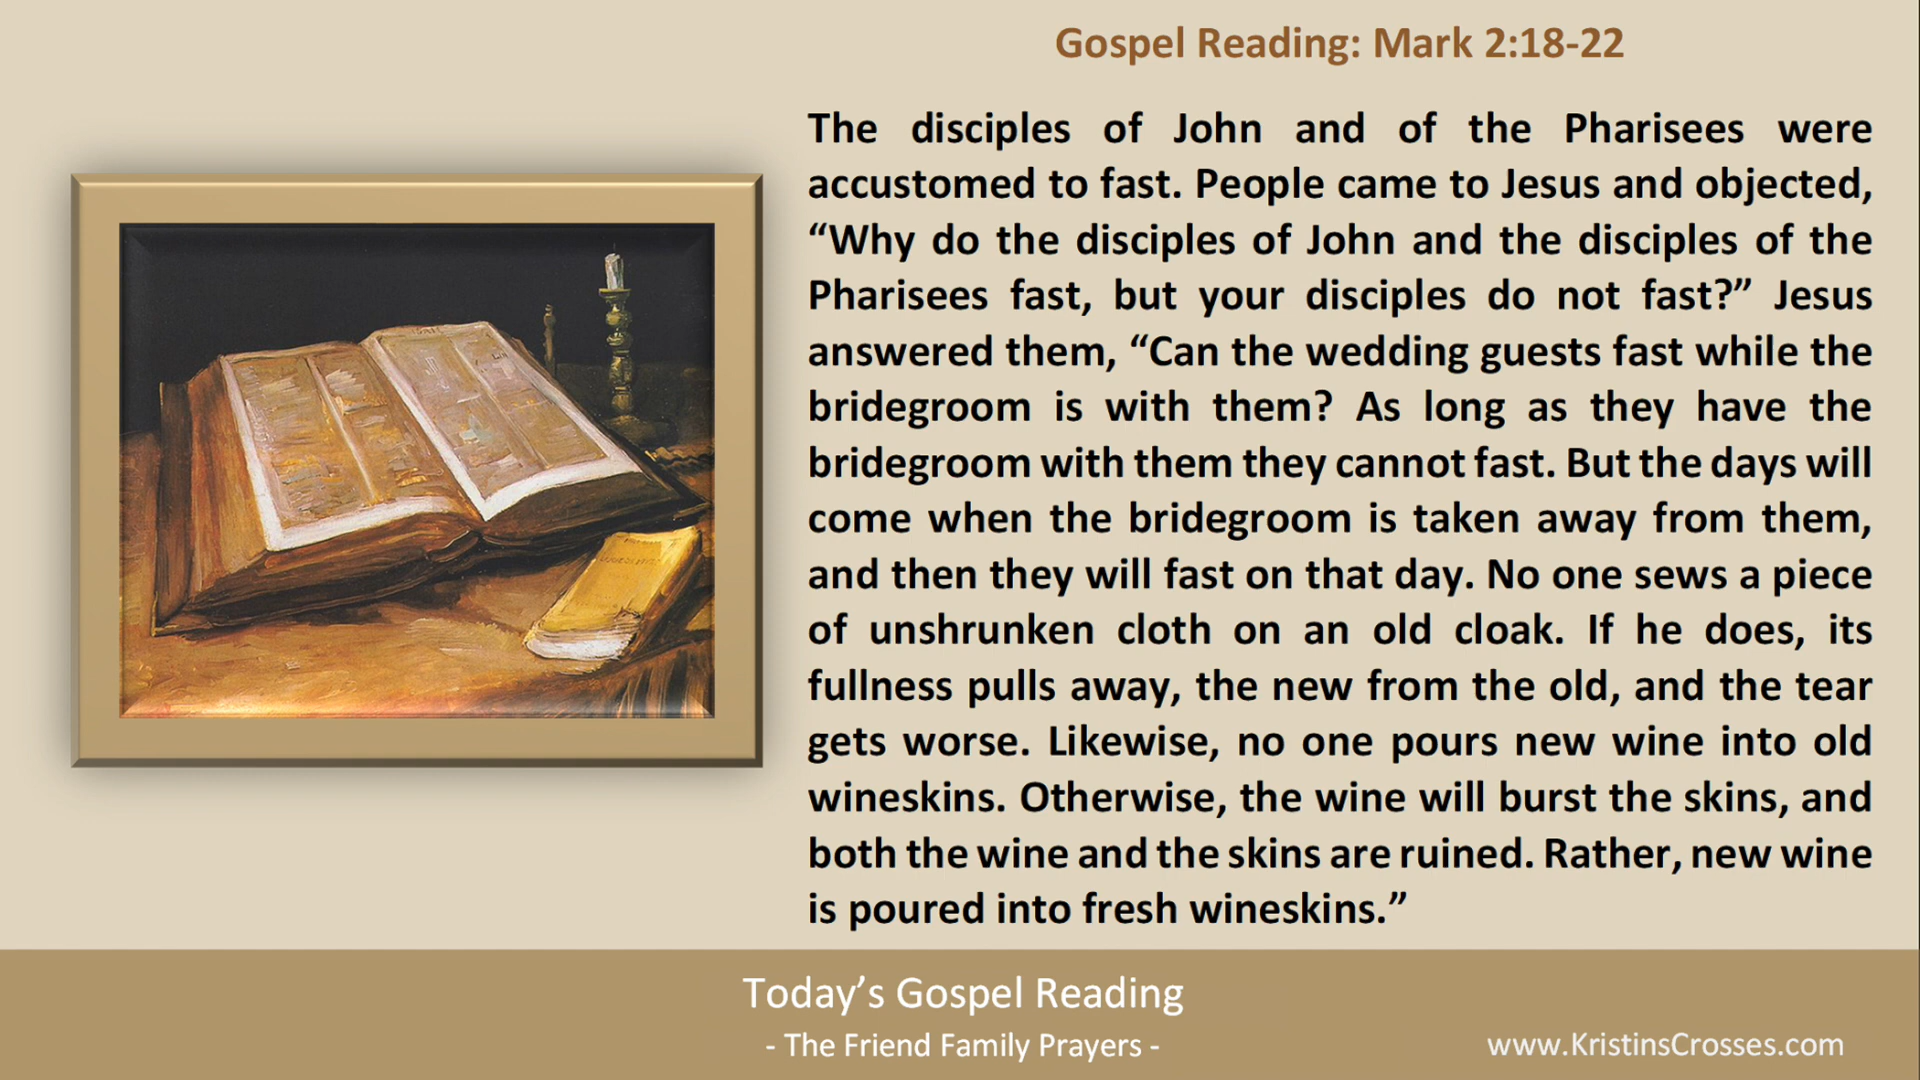 Gospel Reading: Mark 2:18-22
The disciples of John and of the Pharisees were
accustomed to fast. People came to Jesus and objected,
“Why do the disciples of John and the disciples of the
Pharisees fast, but your disciples do not fast?” Jesus
answered them, “Can the wedding guests fast while the
bridegroom is with them? As long as they have the
bridegroom with them they cannot fast. But the days will
come when the bridegroom is taken away from them,
and then they will fast on that day. No one sews a piece
of unshrunken cloth on an old cloak. If he does, its
fullness pulls away, the new from the old, and the tear
gets worse. Likewise, no one pours new wine into old
wineskins. Otherwise, the wine will burst the skins, and
both the wine and the skins are ruined. Rather, new wine
is poured into fresh wineskins.”
Today’s Gospel Reading
- The Friend Family Prayers -
www.KristinsCrosses.com